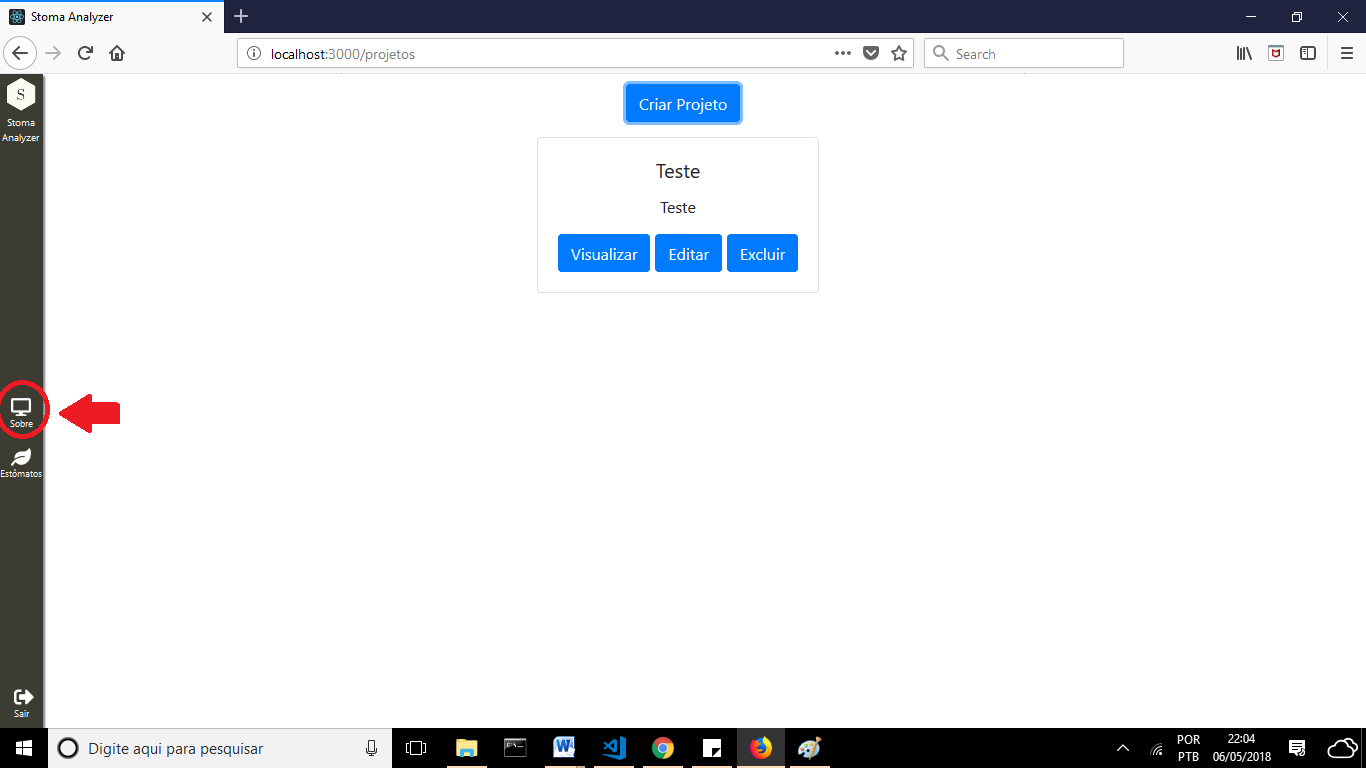 Stoma Analyzer
localhost:3000/projetos
Search
S
Stoma
Analyzer
Criar Projeto
Teste
Teste
Visualizar
Editar
Excluir
Sobre
Estômatos
Sair
Digite aqui para pesquisar
POR
PTB
22:04
06/05/2018